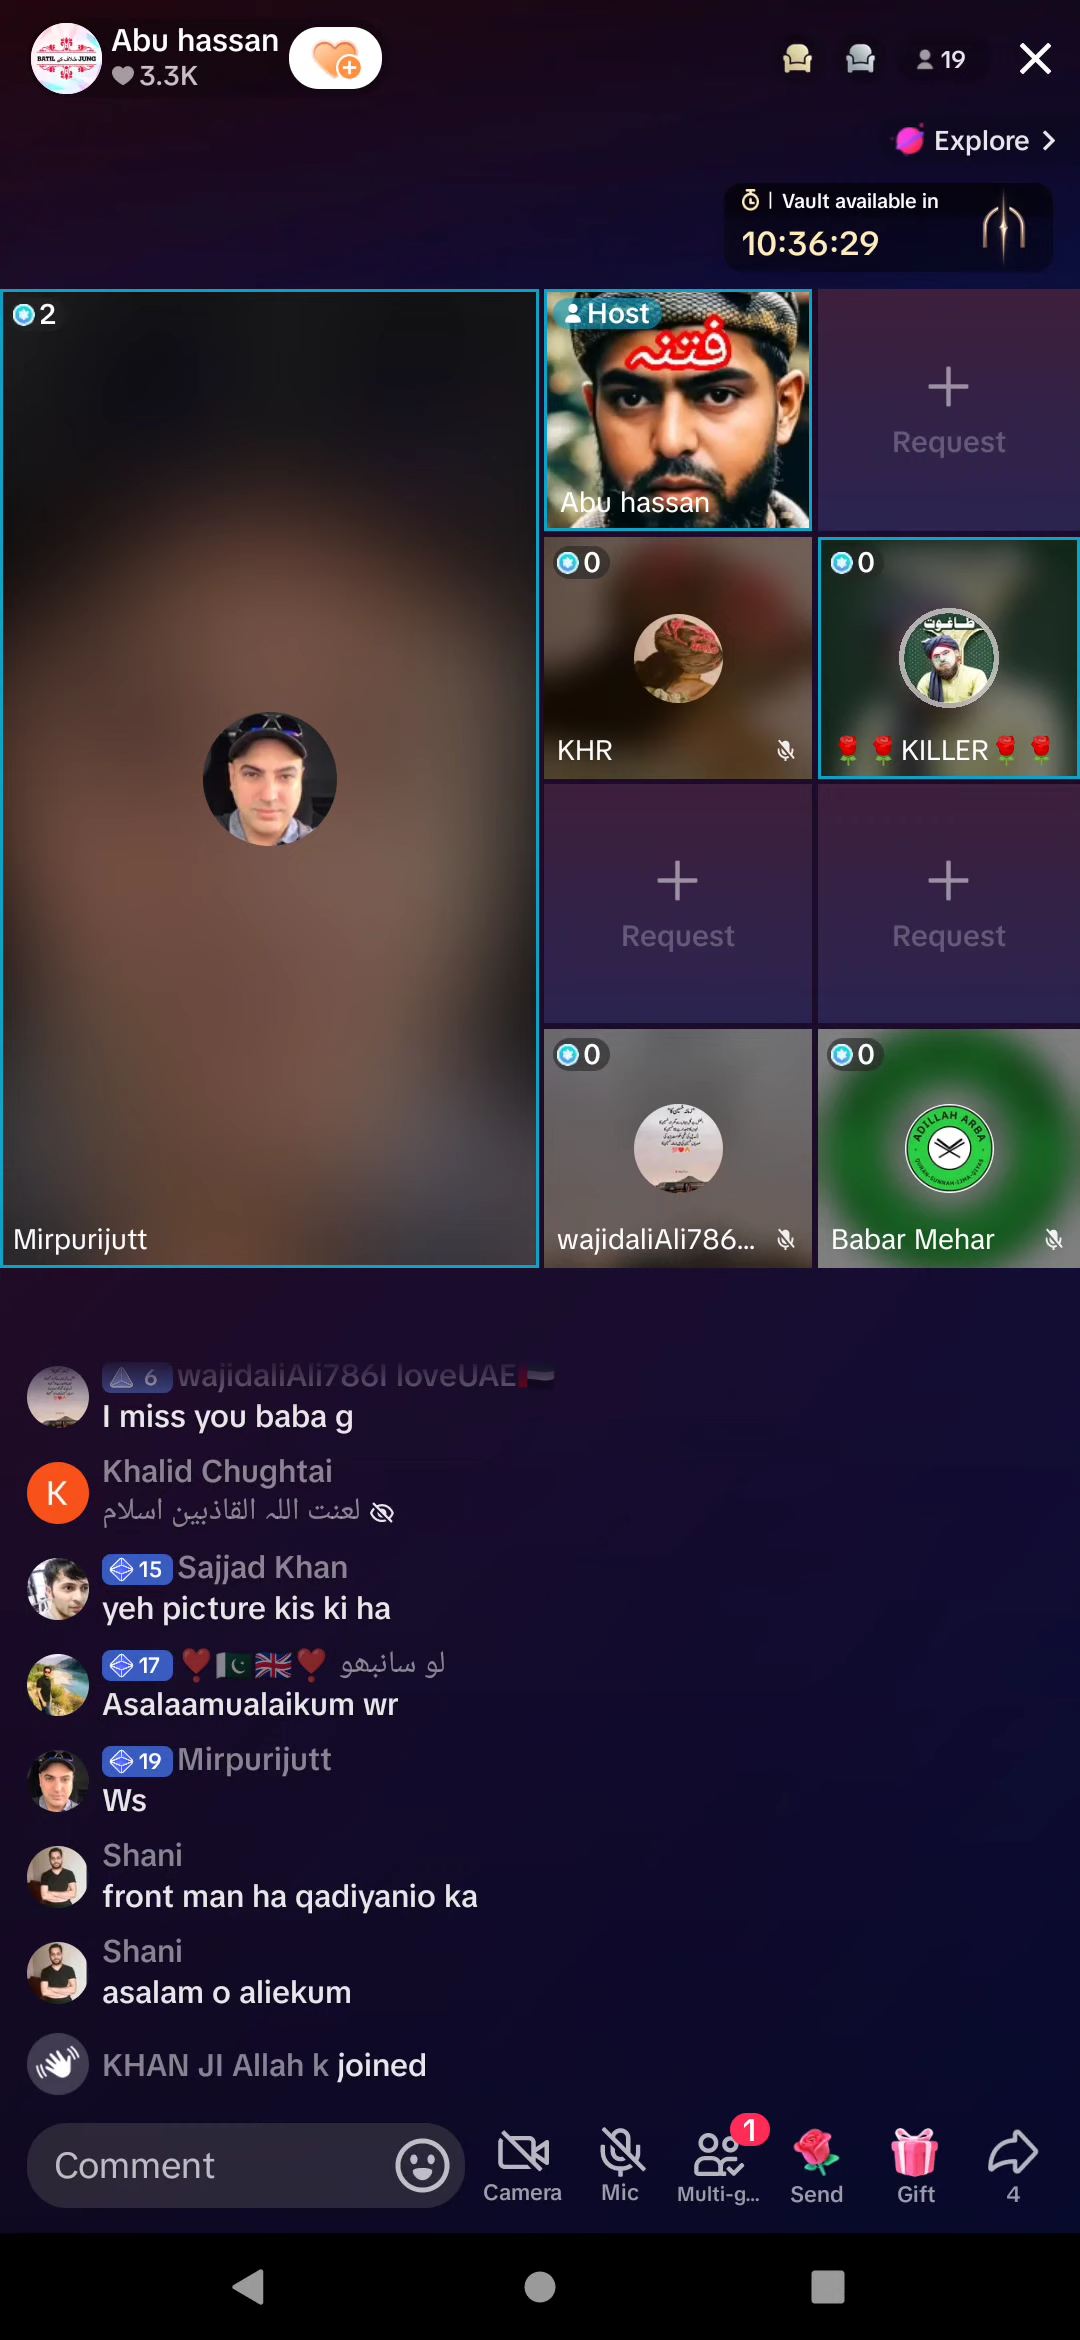 Abu hassan
3.3K
19
Explore
Vault available in
10:36:29
2
Host
فتنہ
Abu hassan
Request
0
KHR
0
طاغوت
🌹🌹KILLER🌹🌹
Request
Request
Mirpurijutt
0
wajidaliAli786...
0
ADILLAH ARBA
Babar Mehar
6 wajidaliAli786I loveUAE🇦🇪
I miss you baba g
K
Khalid Chughtai
لعنت اللہ القاذبین اسلام
15 Sajjad Khan
yeh picture kis ki ha
17 ❣️🇵🇰🇬🇧❣️ لو سانبھو
Asalaamualaikum wr
19 Mirpurijutt
Ws
Shani
front man ha qadiyanio ka
Shani
asalam o aliekum
KHAN JI Allah k joined
Comment
Camera
Mic
1
Multi-g...
Send
Gift
4